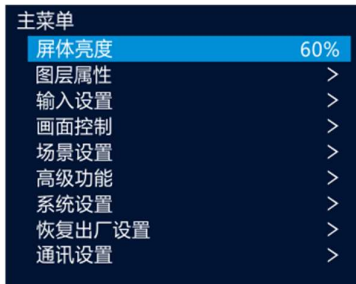 主菜单
屏体亮度 60%
图层属性 >
输入设置 >
画面控制 >
场景设置 >
高级功能 >
系统设置 >
恢复出厂设置 >
通讯设置 >